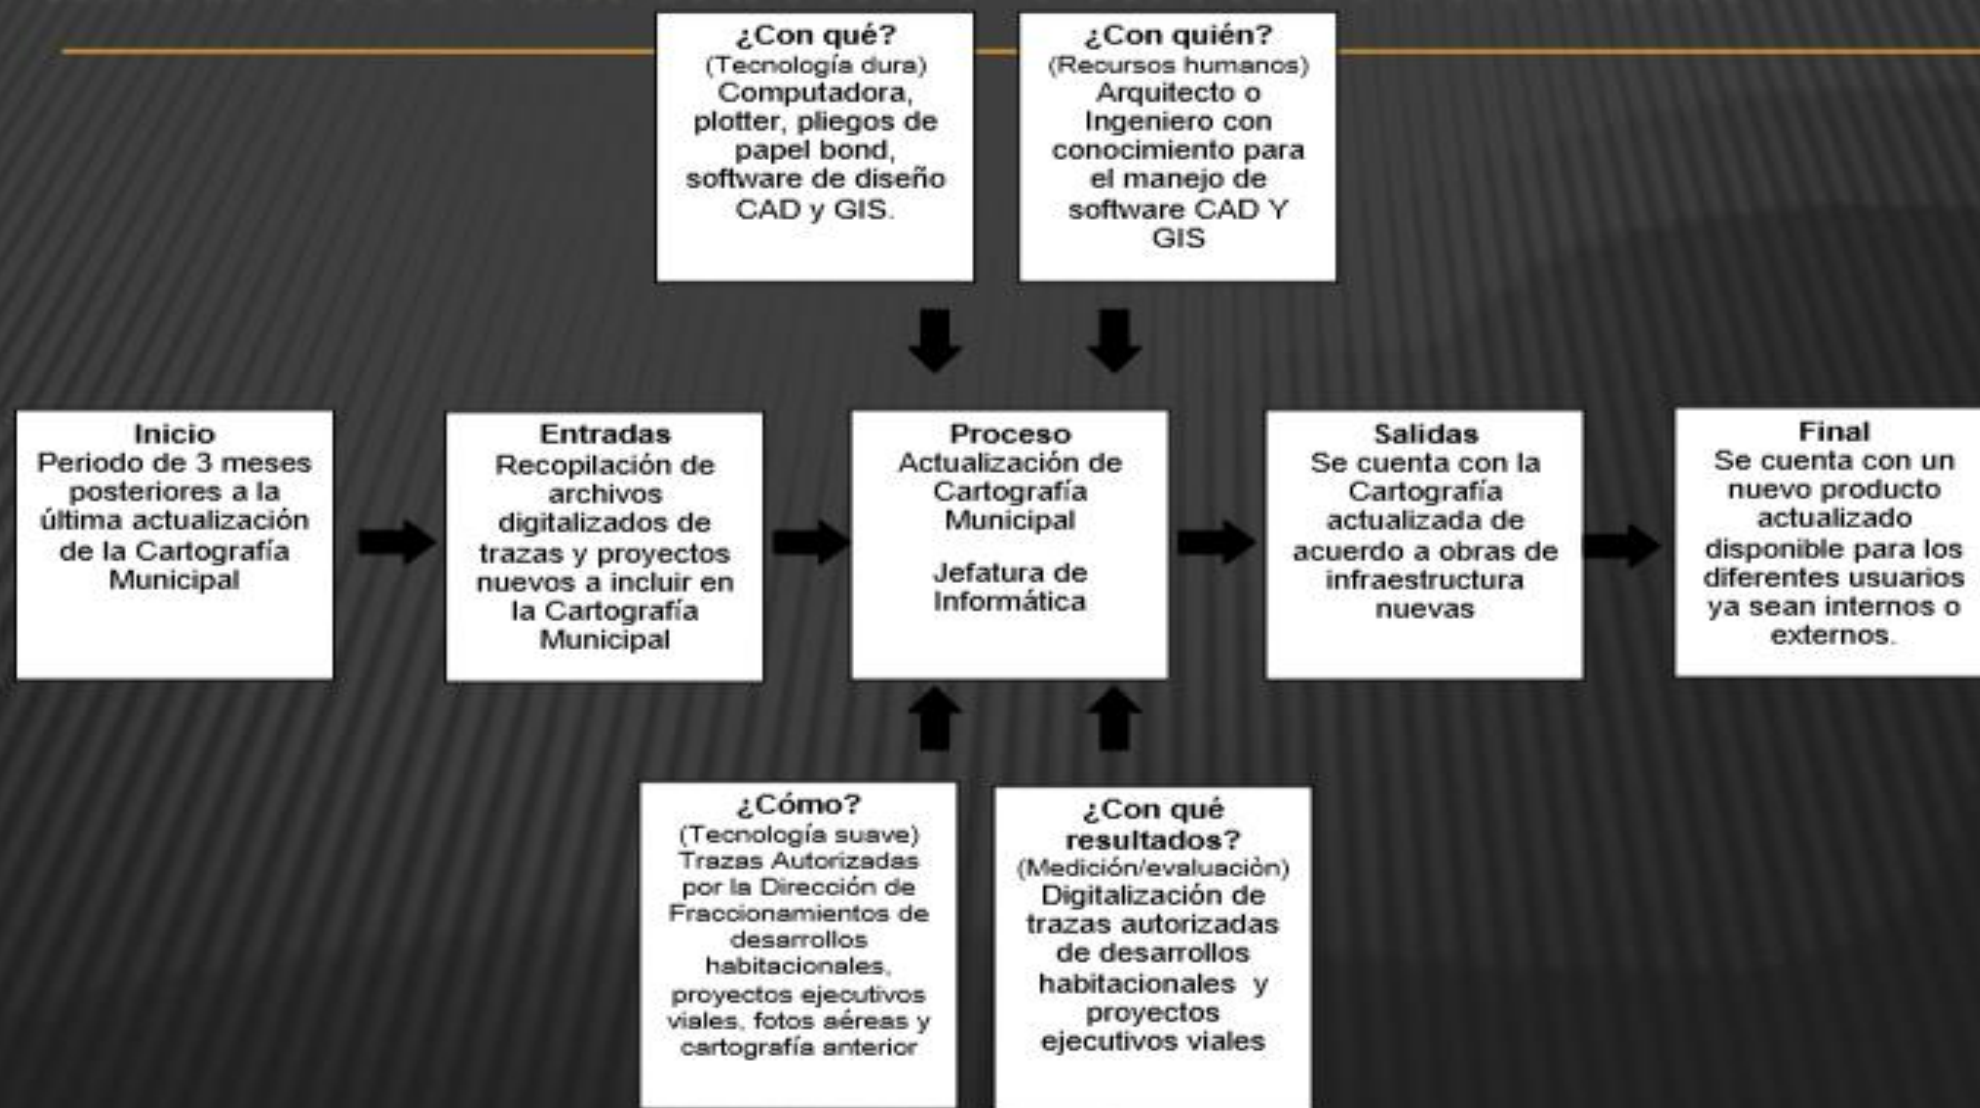 ¿Con qué?
(Tecnología dura)
Computadora,
plotter, pliegos de
papel bond,
software de diseño
CAD y GIS.
¿Con quién?
(Recursos humanos)
Arquitecto o
Ingeniero con
conocimiento para
el manejo de
software CAD Y
GIS
Inicio
Periodo de 3 meses
posteriores a la
última actualización
de la Cartografía
Municipal
Entradas
Recopilación de
archivos
digitalizados de
trazas y proyectos
nuevos a incluir en
la Cartografía
Municipal
Proceso
Actualización de
Cartografía
Municipal
Jefatura de
Informática
Salidas
Se cuenta con la
Cartografía
actualizada de
acuerdo a obras de
infraestructura
nuevas
Final
Se cuenta con un
nuevo producto
actualizado
disponible para los
diferentes usuarios
ya sean internos o
externos.
¿Cómo?
(Tecnología suave)
Trazas Autorizadas
por la Dirección de
Fraccionamientos de
desarrollos
habitacionales,
proyectos ejecutivos
viales, fotos aéreas y
cartografía anterior
¿Con qué
resultados?
(Medición/evaluación)
Digitalización de
trazas autorizadas
de desarrollos
habitacionales y
proyectos
ejecutivos viales